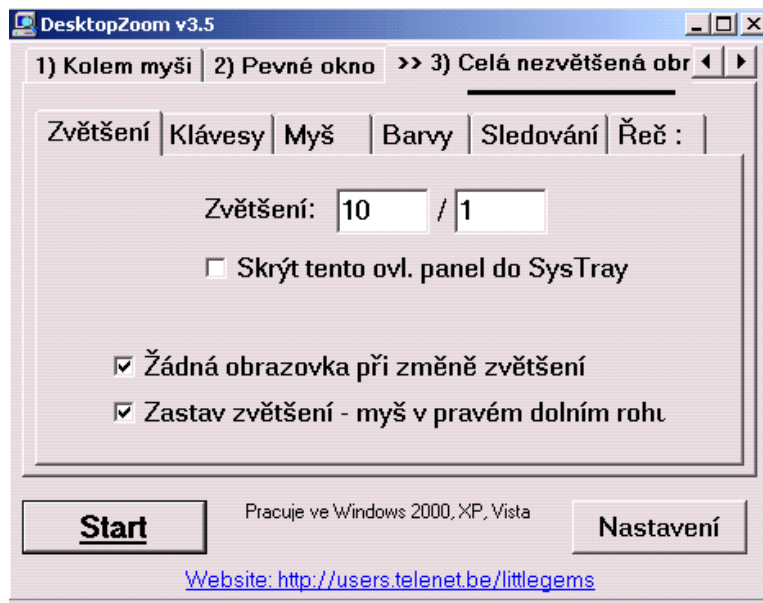 DesktopZoom v3.5
1) Kolem myši 2) Pevné okno >> 3) Celá nezvětšená obr
Zvětšení Klávesy Myš Barvy Sledování Řeč :
Zvětšení: 10 / 1
Skrýt tento ovl. panel do SysTray
Žádná obrazovka při změně zvětšení
Zastav zvětšení - myš v pravém dolním rohu
Start Pracuje ve Windows 2000, XP, Vista Nastavení
Website: http://users.telenet.be/littlegems